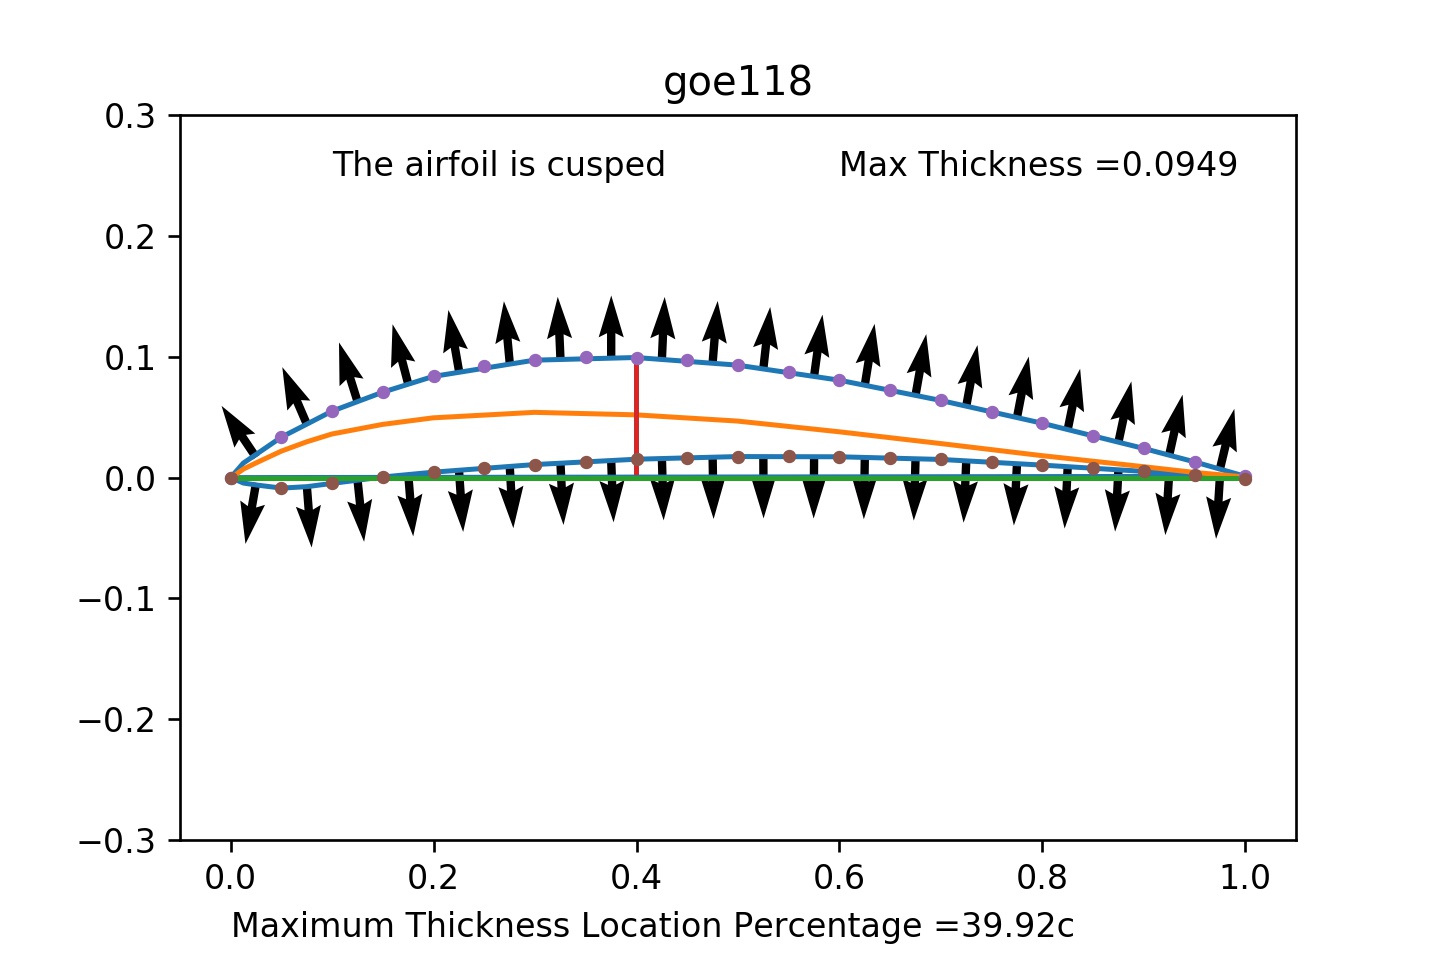 goe118
The airfoil is cusped
Max Thickness =0.0949
0.3
0.2
0.1
0.0
−0.1
−0.2
−0.3
0.0 0.2 0.4 0.6 0.8 1.0
Maximum Thickness Location Percentage =39.92c